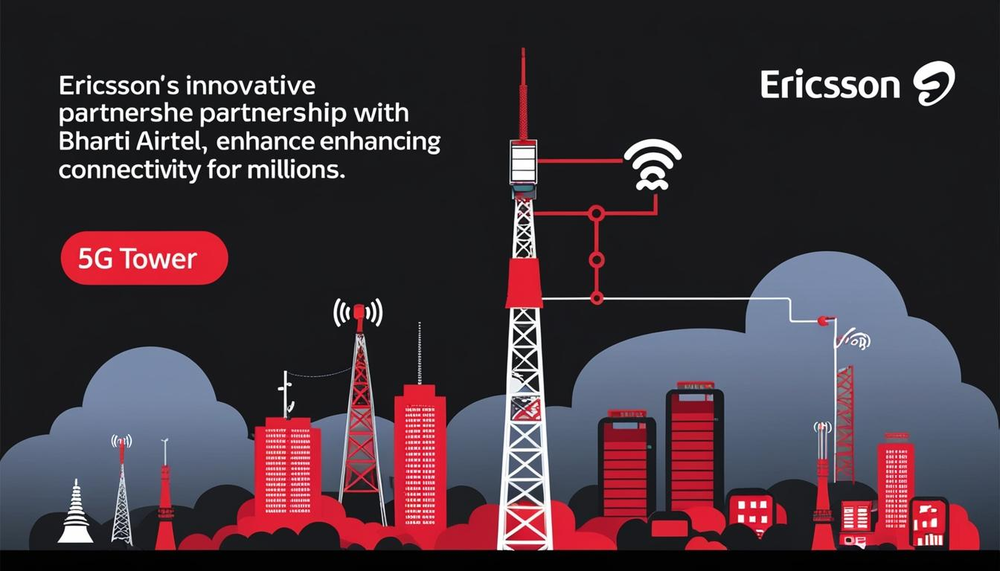 Ericsson's innovative
partnershe partnership with
Bharti Airtel, enhance enhancing
connectivity for millions.
Ericsson
5G Tower